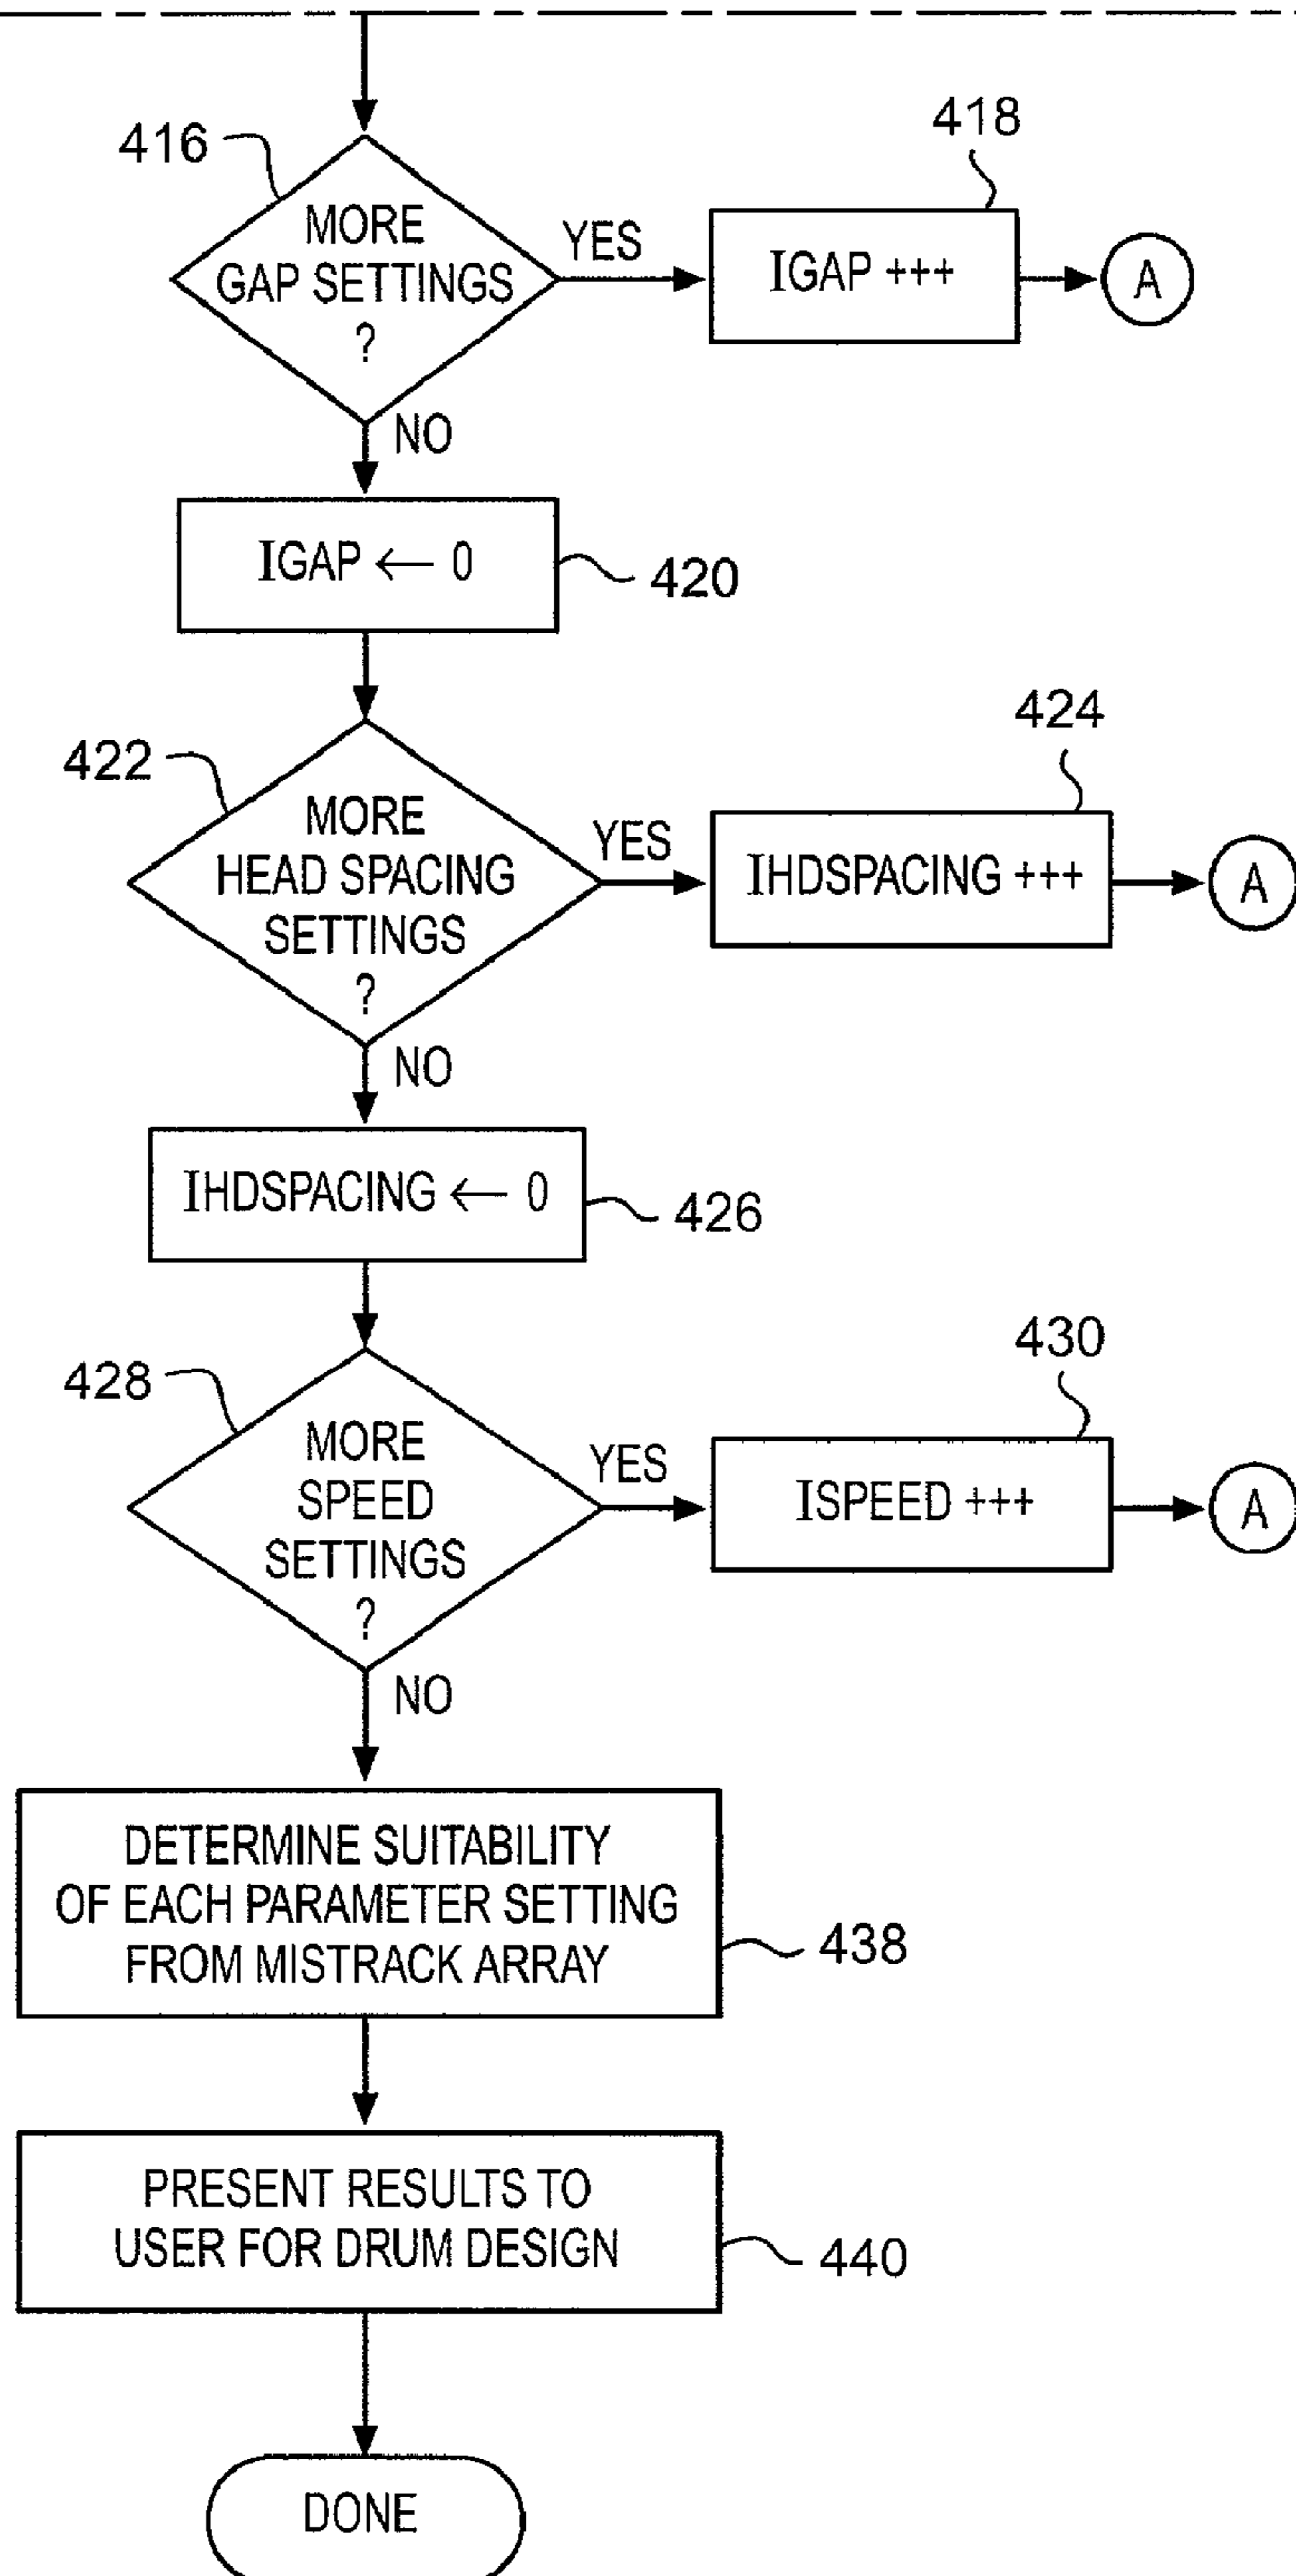 416
MORE
GAP SETTINGS
?
YES
418
IGAP +++
A
NO
IGAP ← 0
420
422
MORE
HEAD SPACING
SETTINGS
?
YES
424
IHDSPACING +++
A
NO
IHDSPACING ← 0
426
428
MORE
SPEED
SETTINGS
?
YES
430
ISPEED +++
A
NO
DETERMINE SUITABILITY
OF EACH PARAMETER SETTING
FROM MISTRACK ARRAY
438
PRESENT RESULTS TO
USER FOR DRUM DESIGN
440
DONE